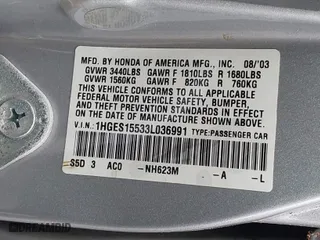 MFD. BY HONDA OF AMERICA MFG., INC. 08/'03
GVWR 3440LBS GAWR F 1810LBS R 1680LBS
GVWR 1560KG GAWR F 820KG R 760KG
THIS VEHICLE CONFORMS TO ALL APPLICABLE
FEDERAL MOTOR VEHICLE SAFETY, BUMPER,
AND THEFT PREVENTION STANDARDS IN EFFECT
ON THE DATE OF MANUFACTURE SHOWN ABOVE.
V.I.N.: 1HGES15533L036991 TYPE:PASSENGER CAR
S5D 3 AC0 -NH623M -A -L
DREAMBID